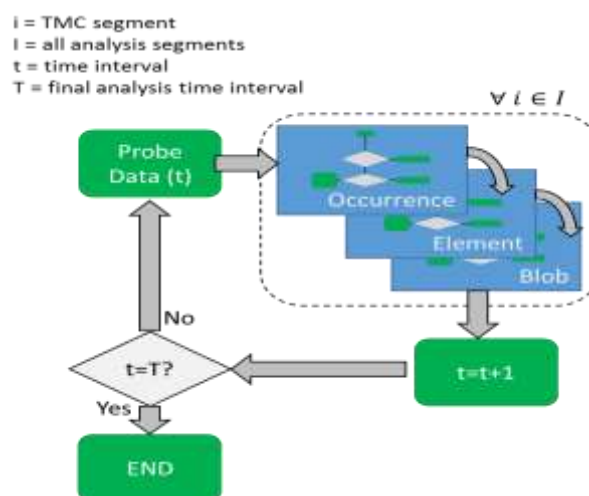 i = TMC segment
I = all analysis segments
t = time interval
T = final analysis time interval
∀ i ∈ I
Probe
Data (t)
Occurrence
Element
Blob
No
t=T?
t=t+1
Yes
END